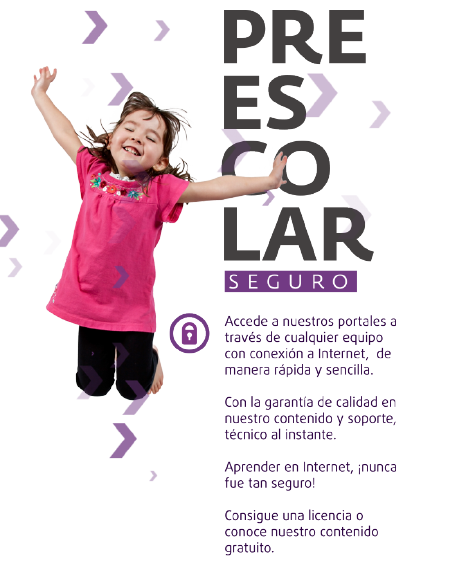 PRE
ES
CO
LAR
SEGURO
Accede a nuestros portales a
través de cualquier equipo
con conexión a Internet, de
manera rápida y sencilla.
Con la garantía de calidad en
nuestro contenido y soporte,
técnico al instante.
Aprender en Internet, ¡nunca
fue tan seguro!
Consigue una licencia o
conoce nuestro contenido
gratuito.